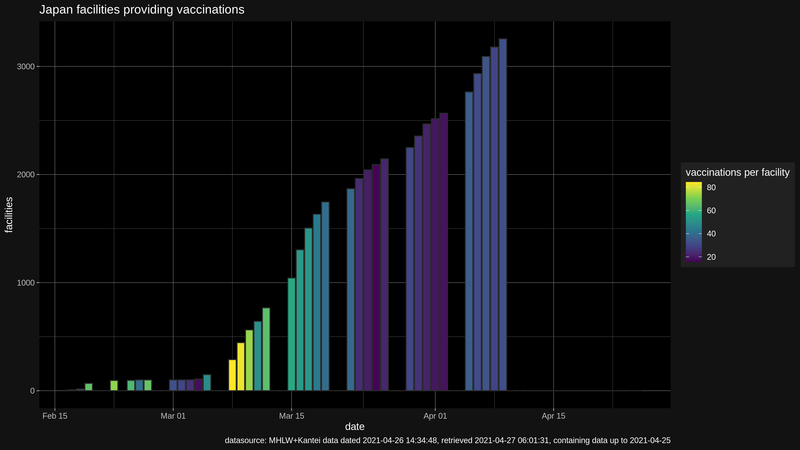 Japan facilities providing vaccinations
3000
2000
1000
0
facilities
Feb 15
Mar 01
Mar 15
Apr 01
Apr 15
date
vaccinations per facility
80
60
40
20
datasource: MHLW+Kantei data dated 2021-04-26 14:34:48, retrieved 2021-04-27 06:01:31, containing data up to 2021-04-25